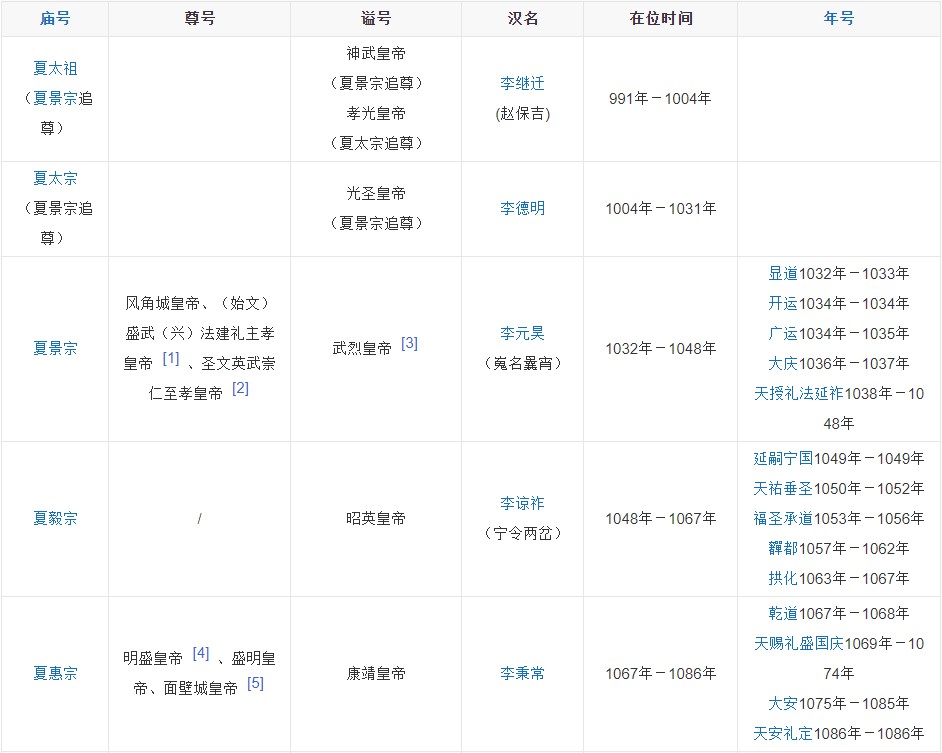 庙号 尊号 谥号 汉名 在位时间 年号
夏太祖
（夏景宗追
尊）
神武皇帝
（夏景宗追尊）
孝光皇帝
（夏太宗追尊）
李继迁
(赵保吉)
991年－1004年
夏太宗
（夏景宗追
尊）
光圣皇帝
（夏景宗追尊）
李德明
1004年－1031年
夏景宗
风角城皇帝、（始文）
盛武（兴）法建礼主孝
皇帝 [1] 、圣文英武崇
仁至孝皇帝 [2]
武烈皇帝 [3]
李元昊
（嵬名曩宵）
1032年－1048年
显道1032年－1033年
开运1034年－1034年
广运1034年－1035年
大庆1036年－1037年
天授礼法延祚1038年－10
48年
夏毅宗
/
昭英皇帝
李谅祚
（宁令两岔）
1048年－1067年
延嗣宁国1049年－1049年
天祐垂圣1050年－1052年
福圣承道1053年－1056年
奲都1057年－1062年
拱化1063年－1067年
夏惠宗
明盛皇帝 [4] 、盛明皇
帝、面壁城皇帝 [5]
康靖皇帝
李秉常
1067年－1086年
乾道1067年－1068年
天赐礼盛国庆1069年－10
74年
大安1075年－1085年
天安礼定1086年－1086年